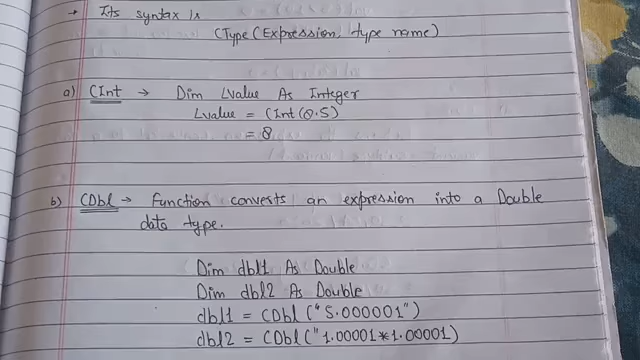 → Its syntax is
CType (Expression, type name)
a) CInt → Dim Lvalue As Integer
Lvalue = CInt(8.5)
= 8
b) CDbl → Function converts an expression into a Double
data type.
Dim dbl1 As Double
Dim dbl2 As Double
dbl1 = CDbl ("5.000001")
dbl2 = CDbl ("1.00001*1.00001)